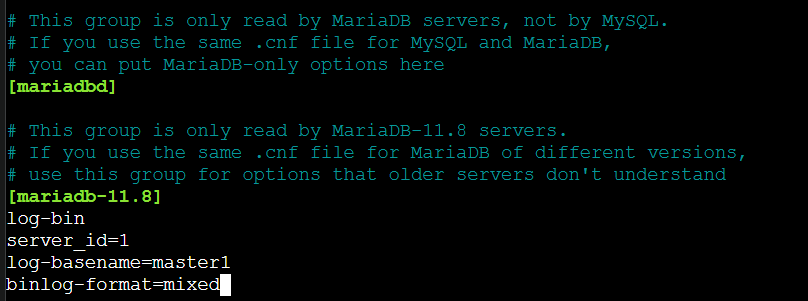 # This group is only read by MariaDB servers, not by MySQL.
# If you use the same .cnf file for MySQL and MariaDB,
# you can put MariaDB-only options here
[mariadbd]
# This group is only read by MariaDB-11.8 servers.
# If you use the same .cnf file for MariaDB of different versions,
# use this group for options that older servers don't understand
[mariadb-11.8]
log-bin
server_id=1
log-basename=master1
binlog-format=mixed